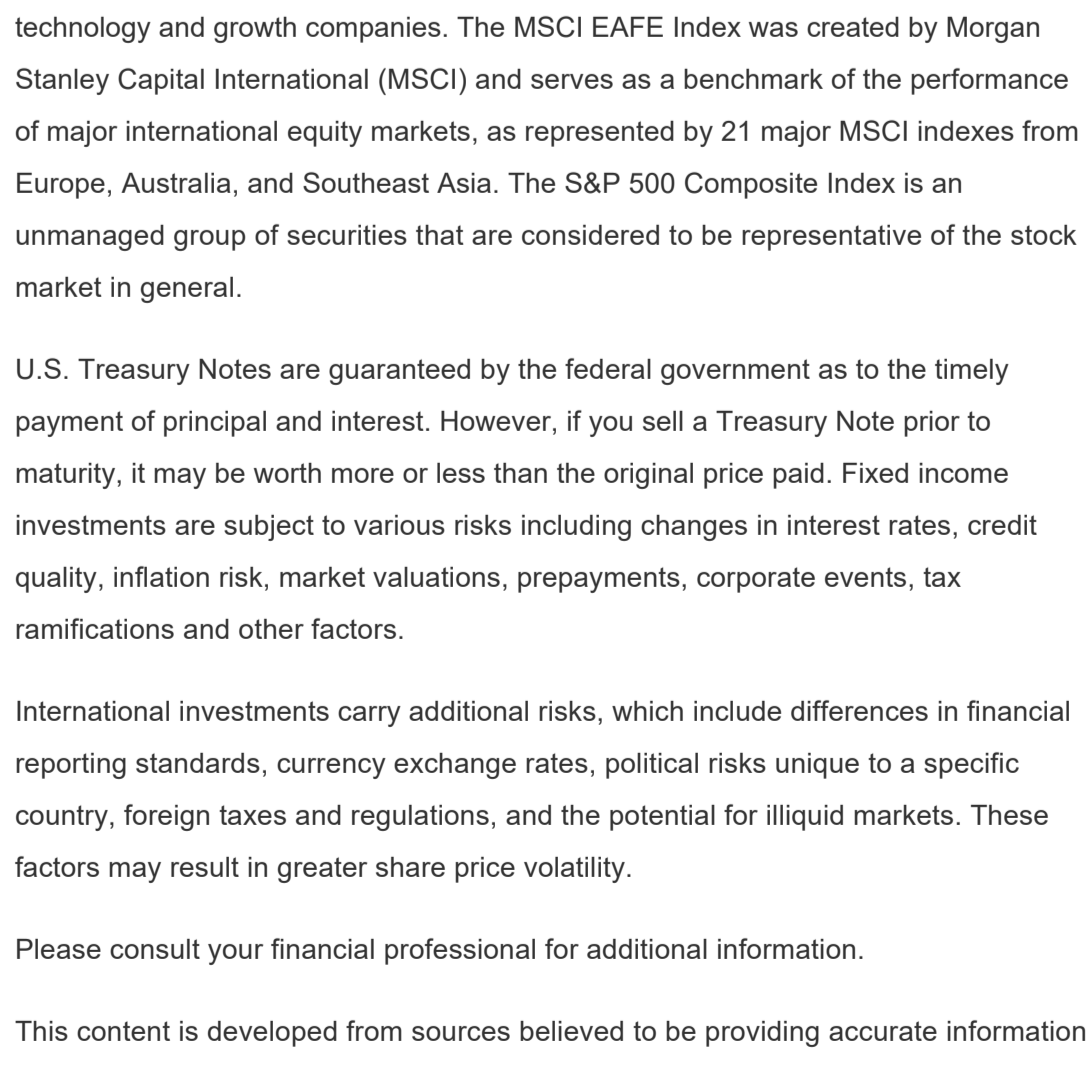 technology and growth companies. The MSCI EAFE Index was created by Morgan
Stanley Capital International (MSCI) and serves as a benchmark of the performance
of major international equity markets, as represented by 21 major MSCI indexes from
Europe, Australia, and Southeast Asia. The S&P 500 Composite Index is an
unmanaged group of securities that are considered to be representative of the stock
market in general.
U.S. Treasury Notes are guaranteed by the federal government as to the timely
payment of principal and interest. However, if you sell a Treasury Note prior to
maturity, it may be worth more or less than the original price paid. Fixed income
investments are subject to various risks including changes in interest rates, credit
quality, inflation risk, market valuations, prepayments, corporate events, tax
ramifications and other factors.
International investments carry additional risks, which include differences in financial
reporting standards, currency exchange rates, political risks unique to a specific
country, foreign taxes and regulations, and the potential for illiquid markets. These
factors may result in greater share price volatility.
Please consult your financial professional for additional information.
This content is developed from sources believed to be providing accurate information